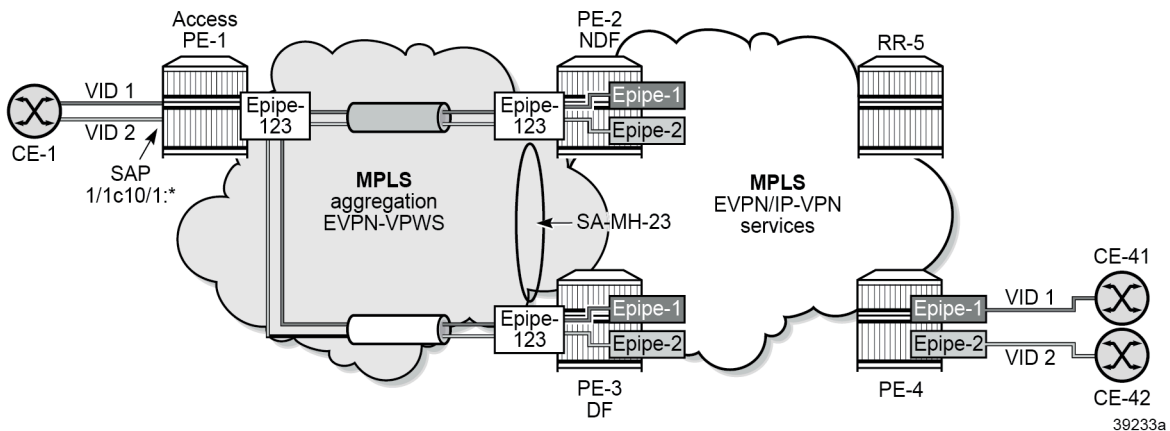 Access
PE-1
PE-2
NDF
RR-5
VID 1
VID 2
CE-1
SAP
1/1c10/1:*
Epipe-
123
Epipe-
123
Epipe-1
Epipe-2
MPLS
aggregation
EVPN-VPWS
SA-MH-23
MPLS
EVPN/IP-VPN
services
Epipe-
123
Epipe-1
Epipe-2
PE-3
DF
Epipe-1
Epipe-2
PE-4
VID 1
VID 2
CE-41
CE-42
39233a